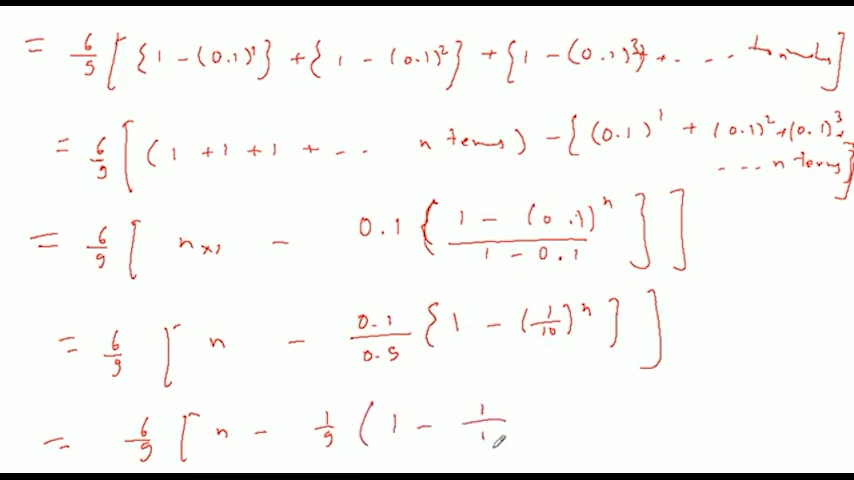 = 6/9 [ {1 - (0.1)¹} + {1 - (0.1)²} + {1 - (0.1)³} + . . . to n terms ]
= 6/9 [ (1 + 1 + 1 + . . . n terms) - { (0.1)¹ + (0.1)² + (0.1)³ +
. . . n terms } ]
= 6/9 [ n×1 - 0.1 { (1 - (0.1)ⁿ) / (1 - 0.1) } ]
= 6/9 [ n - 0.1/0.9 { 1 - (1/10)ⁿ } ]
= 6/9 [ n - 1/9 ( 1 - 1/1